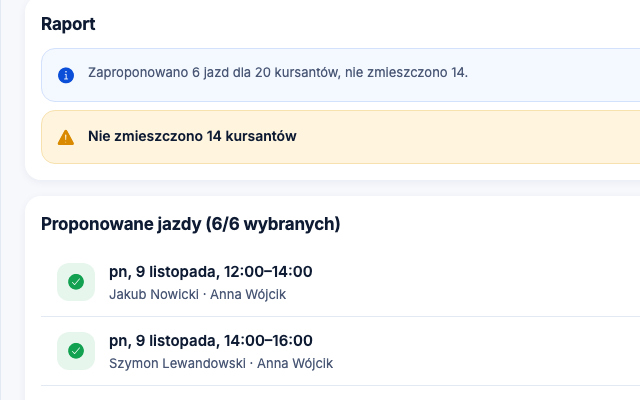 Raport
Zaproponowano 6 jazd dla 20 kursantów, nie zmieszczono 14.
Nie zmieszczono 14 kursantów
Proponowane jazdy (6/6 wybranych)
pn, 9 listopada, 12:00–14:00
Jakub Nowicki · Anna Wójcik
pn, 9 listopada, 14:00–16:00
Szymon Lewandowski · Anna Wójcik